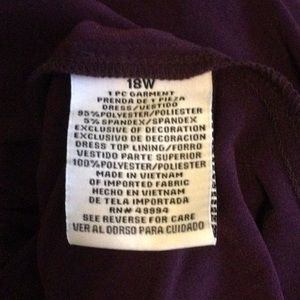 18W
1 PC GARMENT
PRENDA DE 1 PIEZA
DRESS/VESTIDO
95%POLYESTER/POLIESTER
5% SPANDEX/SPANDEX
EXCLUSIVE OF DECORATION
EXCLUSIVO DE DECORATION
DRESS TOP LINING/FORRO
VESTIDO PARTE SUPERIOR
100%POLYESTER/POLIESTER
MADE IN VIETNAM
OF IMPORTED FABRIC
HECHO EN VIETNAM
DE TELA IMPORTADA
RN# 49994
SEE REVERSE FOR CARE
VER AL DORSO PARA CUIDADO